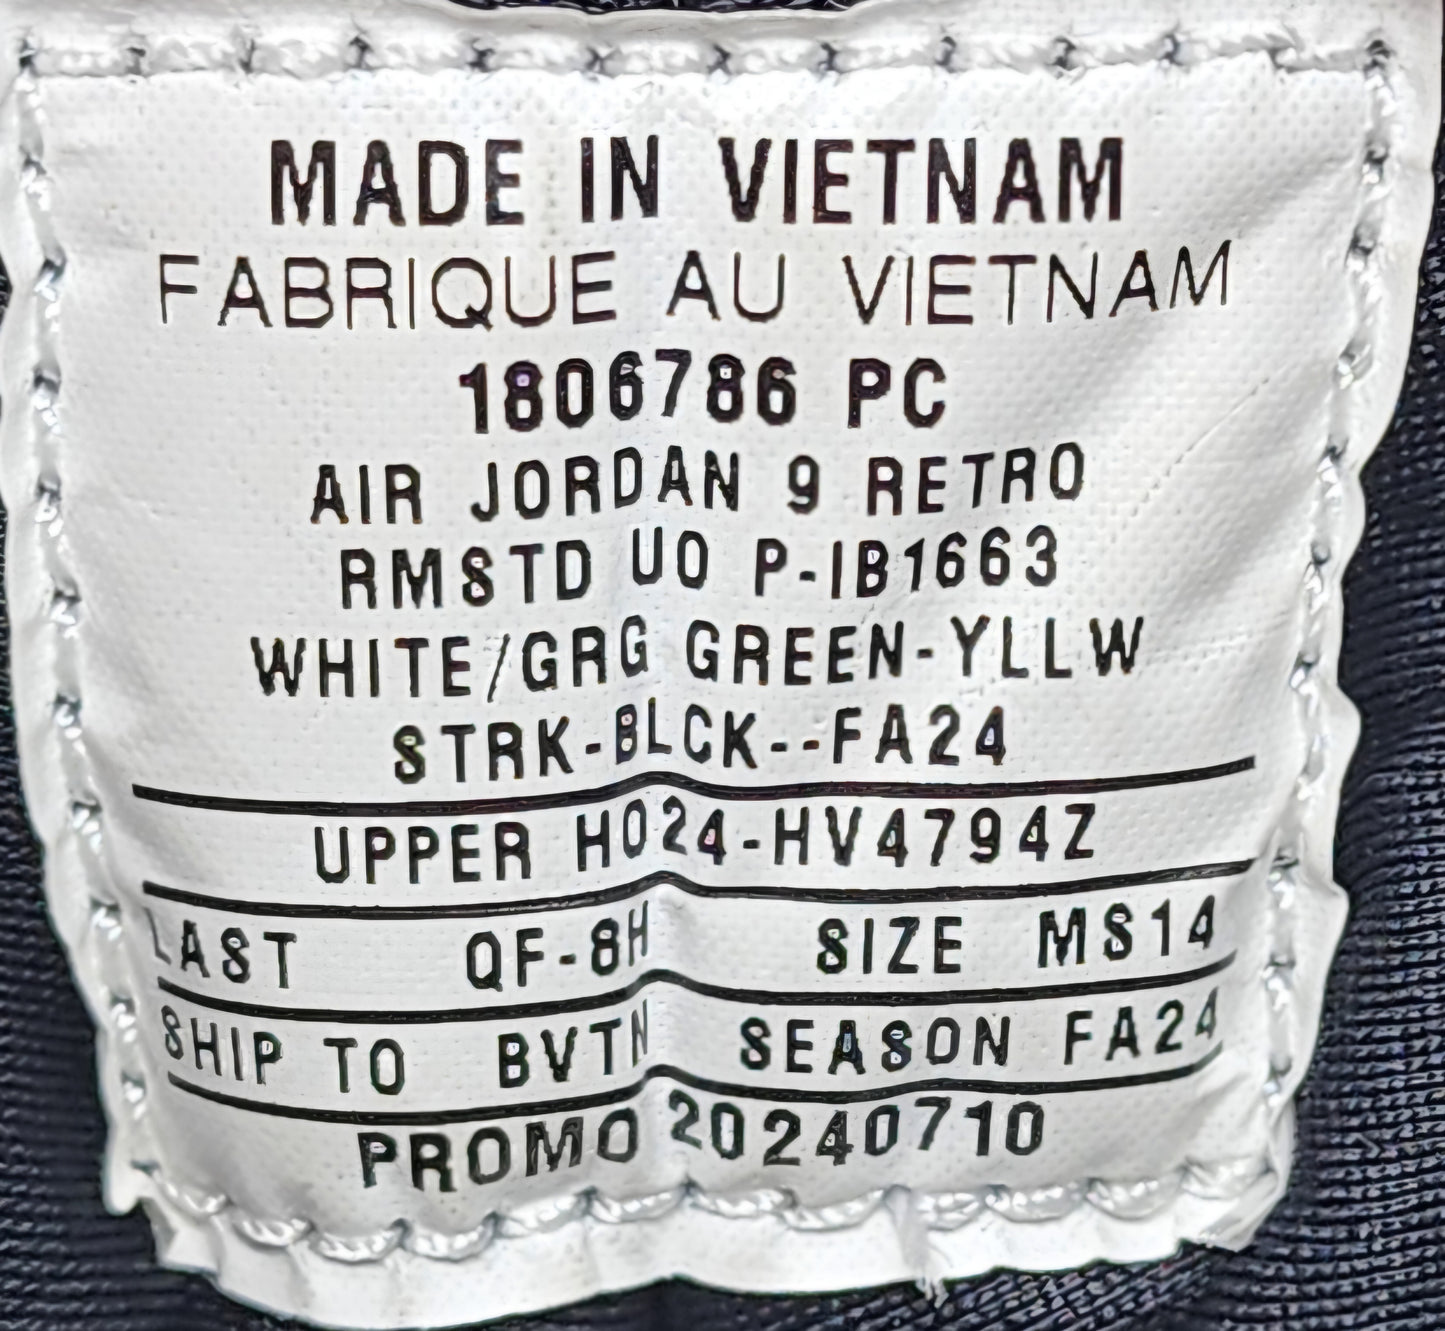 MADE IN VIETNAM
FABRIQUE AU VIETNAM
1806786 PC
AIR JORDAN 9 RETRO
RMSTD UO P-IB1663
WHITE/GRG GREEN-YLLW
STRK-BLCK--FA24
UPPER HO24-HV4794Z
LAST QF-8H SIZE MS14
SHIP TO BVTN SEASON FA24
PROMO 20240710